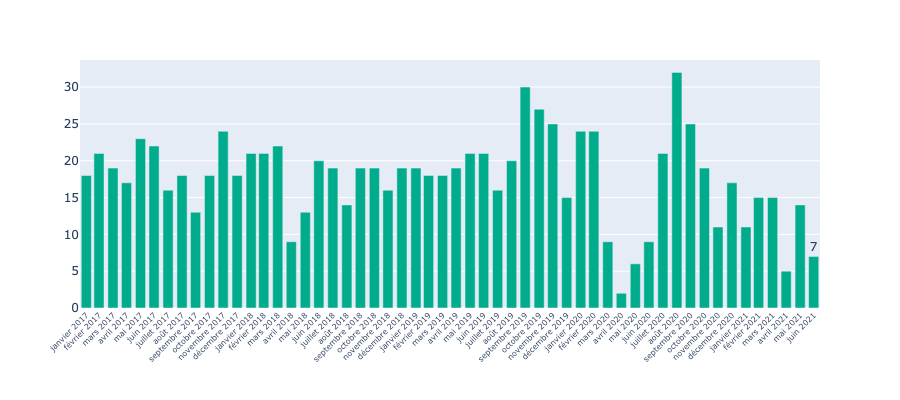 30
25
20
15
10
5
0
7
janvier 2017
février 2017
mars 2017
avril 2017
mai 2017
juin 2017
juillet 2017
août 2017
septembre 2017
octobre 2017
novembre 2017
décembre 2017
janvier 2018
février 2018
mars 2018
avril 2018
mai 2018
juin 2018
juillet 2018
août 2018
septembre 2018
octobre 2018
novembre 2018
décembre 2018
janvier 2019
février 2019
mars 2019
avril 2019
mai 2019
juin 2019
juillet 2019
août 2019
septembre 2019
octobre 2019
novembre 2019
décembre 2019
janvier 2020
février 2020
mars 2020
avril 2020
mai 2020
juin 2020
juillet 2020
août 2020
septembre 2020
octobre 2020
novembre 2020
décembre 2020
janvier 2021
février 2021
mars 2021
avril 2021
mai 2021
juin 2021